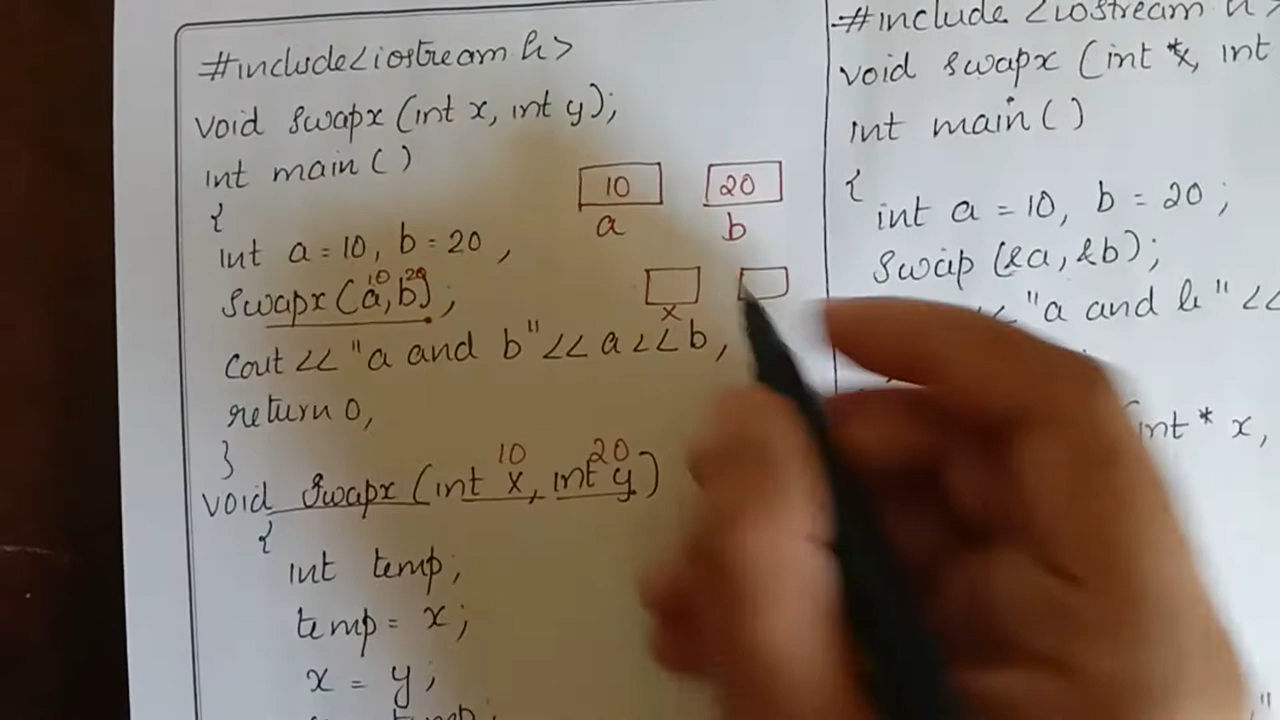 #include<iostream h>
void swapx (int x, int y);
int main ( )
{
int a = 10, b = 20 ,
10 20
swapx (a, b) ,
cout << "a and b" << a << b ,
return 0,
}
10 20
void swapx (int x, int y)
{
int temp ;
temp = x ;
x = y ;
10 20
a b
x
#include <iostream h>
void swapx (int *x, int
int main ( )
{
int a = 10, b = 20 ;
swap (&a, &b) ;
"a and b" <<
int * x,